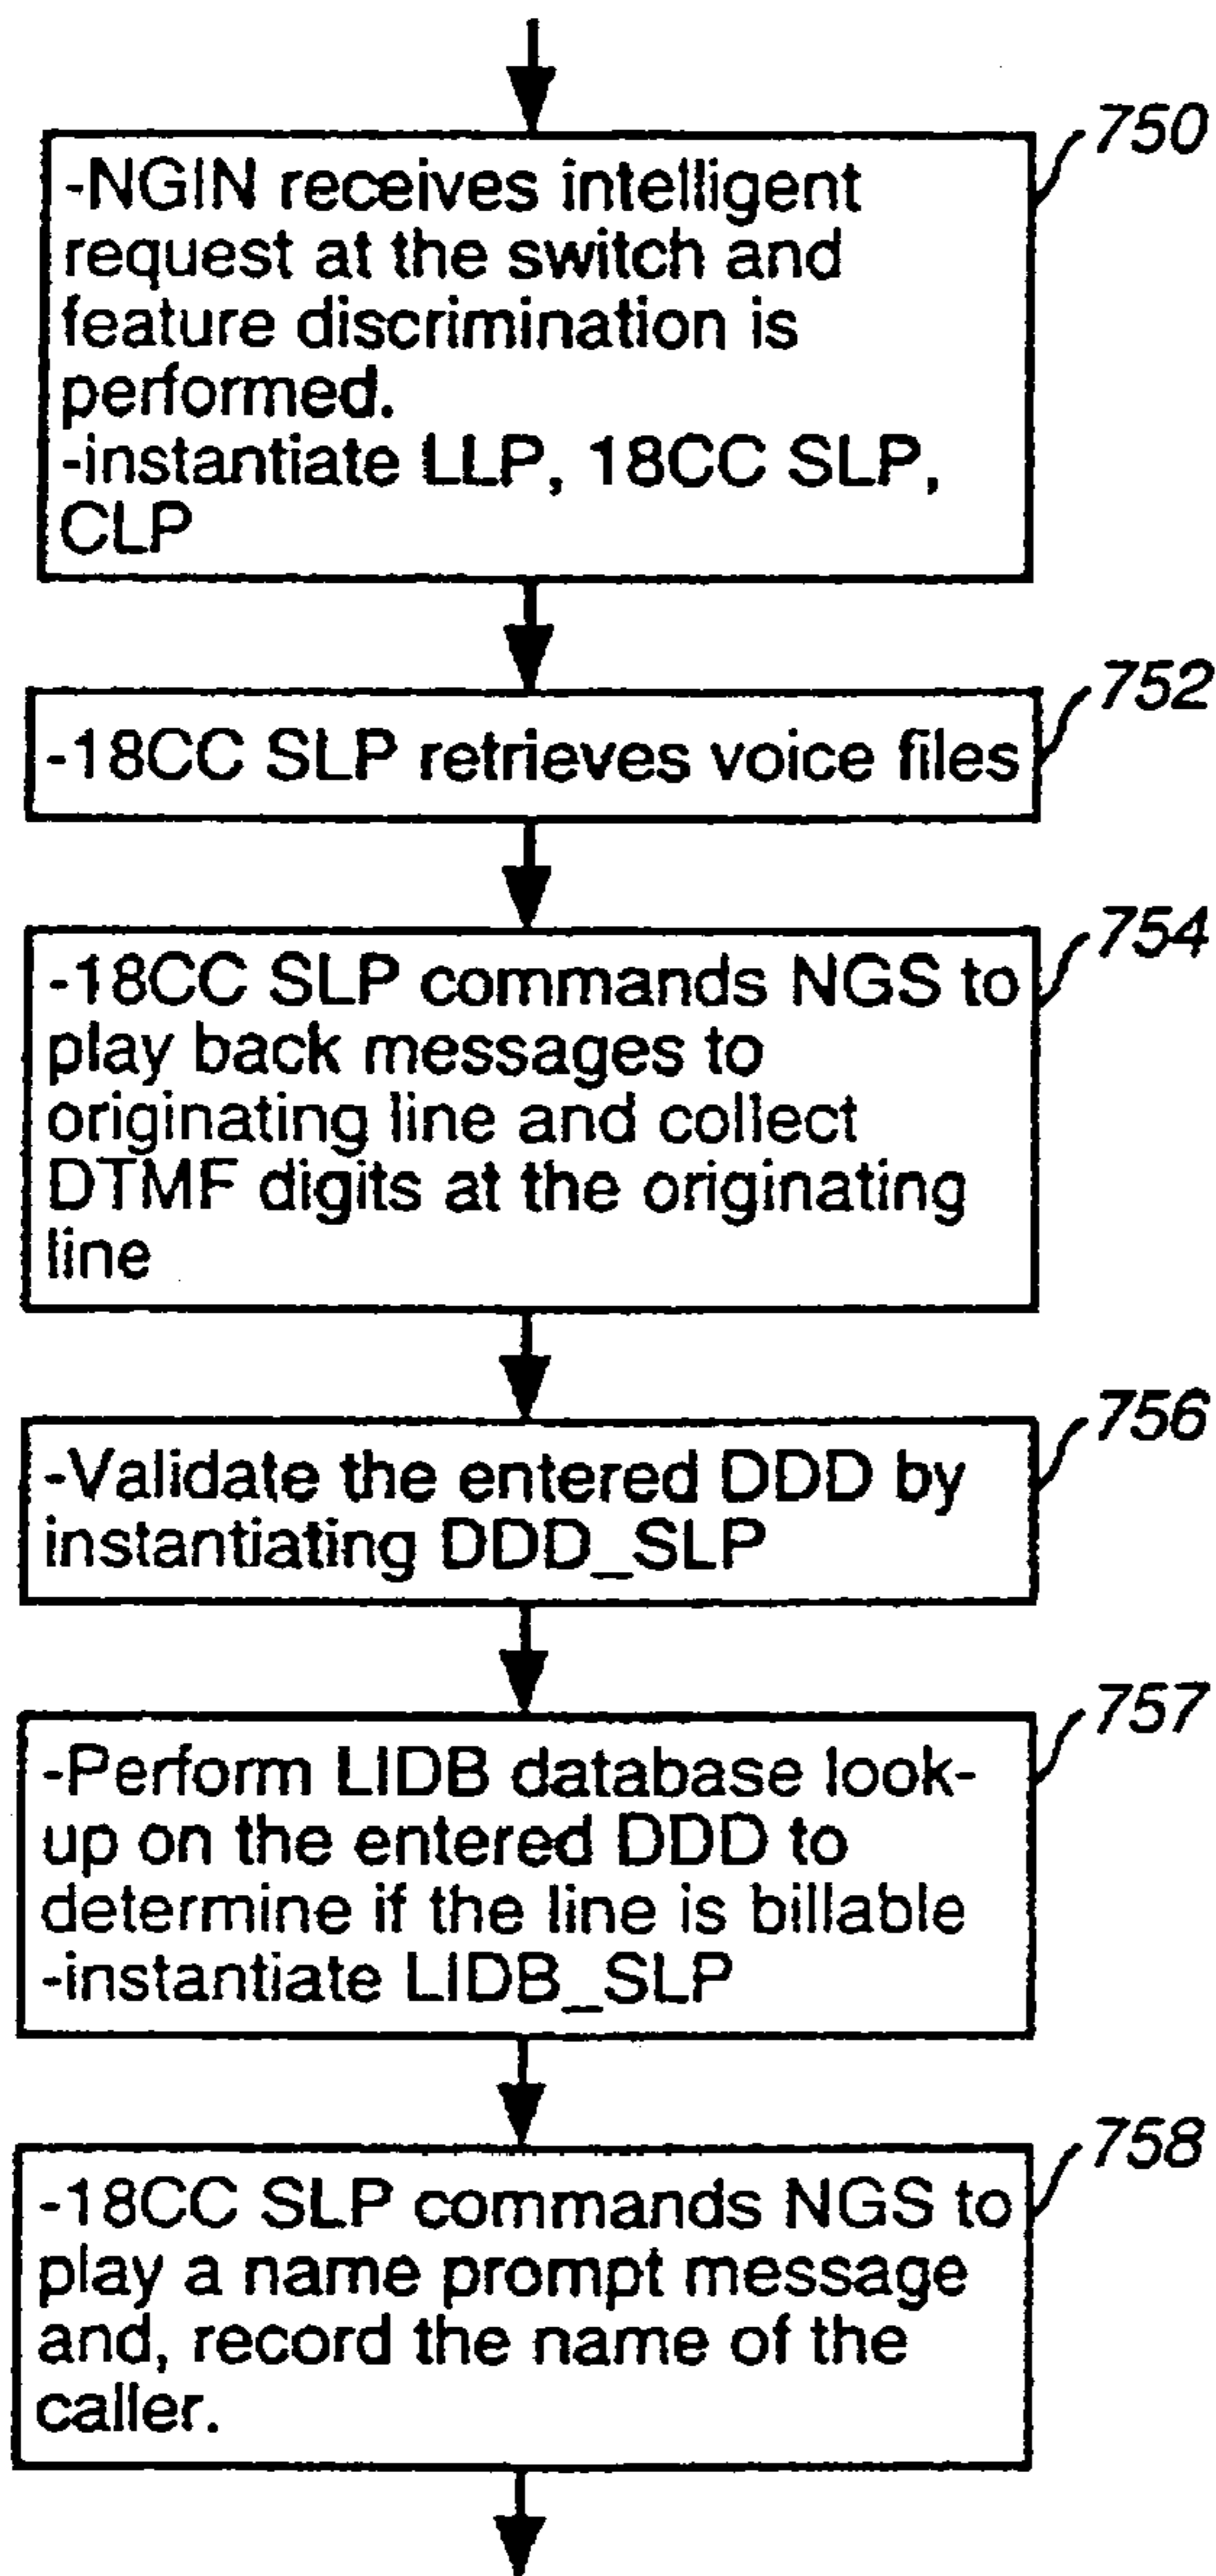 750
-NGIN receives intelligent
request at the switch and
feature discrimination is
performed.
-instantiate LLP, 18CC SLP,
CLP
752
-18CC SLP retrieves voice files
754
-18CC SLP commands NGS to
play back messages to
originating line and collect
DTMF digits at the originating
line
756
-Validate the entered DDD by
instantiating DDD_SLP
757
-Perform LIDB database look-
up on the entered DDD to
determine if the line is billable
-instantiate LIDB_SLP
758
-18CC SLP commands NGS to
play a name prompt message
and, record the name of the
caller.